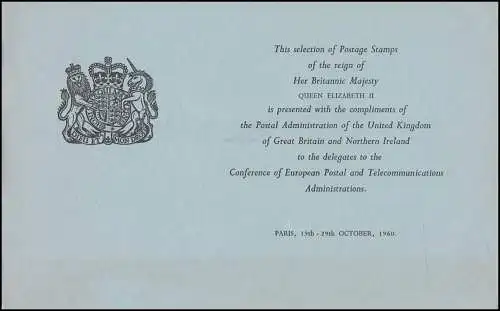 This selection of Postage Stamps
of the reign of
Her Britannic Majesty
QUEEN ELIZABETH II
is presented with the compliments of
the Postal Administration of the United Kingdom
of Great Britain and Northern Ireland
to the delegates to the
Conference of European Postal and Telecommunications
Administrations.
PARIS, 15th - 29th OCTOBER, 1960.